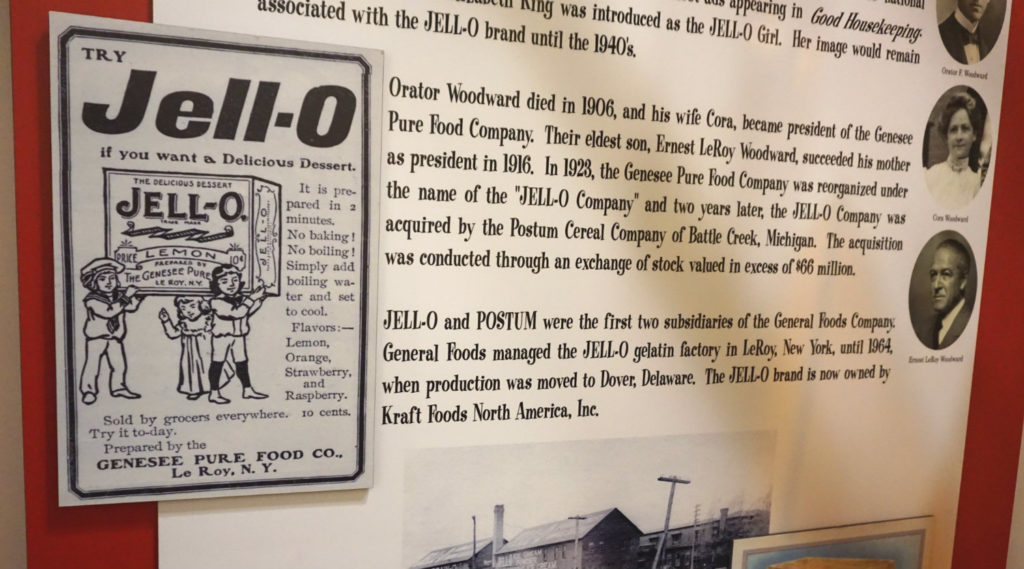 TRY
Jell-O
if you want a Delicious Dessert.
THE DELICIOUS DESSERT
JELL-O.
TRADE MARK
JELL-O
PRICE LEMON 10¢
PREPARED BY
THE GENESEE PURE
LE ROY, N.Y.
It is pre-
pared in 2
minutes.
No baking!
No boiling!
Simply add
boiling wa-
ter and set
to cool.
Flavors:—
Lemon,
Orange,
Strawberry,
and
Raspberry.
Sold by grocers everywhere. 10 cents.
Try it to-day.
Prepared by the
GENESEE PURE FOOD CO.,
Le Roy, N. Y.
King was introduced as the JELL-O Girl. Her image would remain
appearing in Good Housekeeping.
associated with the JELL-O brand until the 1940's.
Orator Woodward died in 1906, and his wife Cora, became president of the Genesee
Pure Food Company. Their eldest son, Ernest LeRoy Woodward, succeeded his mother
as president in 1916. In 1923, the Genesee Pure Food Company was reorganized under
the name of the "JELL-O Company" and two years later, the JELL-O Company was
acquired by the Postum Cereal Company of Battle Creek, Michigan. The acquisition
was conducted through an exchange of stock valued in excess of $66 million.
JELL-O and POSTUM were the first two subsidiaries of the General Foods Company.
General Foods managed the JELL-O gelatin factory in LeRoy, New York, until 1964,
when production was moved to Dover, Delaware. The JELL-O brand is now owned by
Kraft Foods North America, Inc.
Orator F. Woodward
Cora Woodward
Ernest LeRoy Woodward